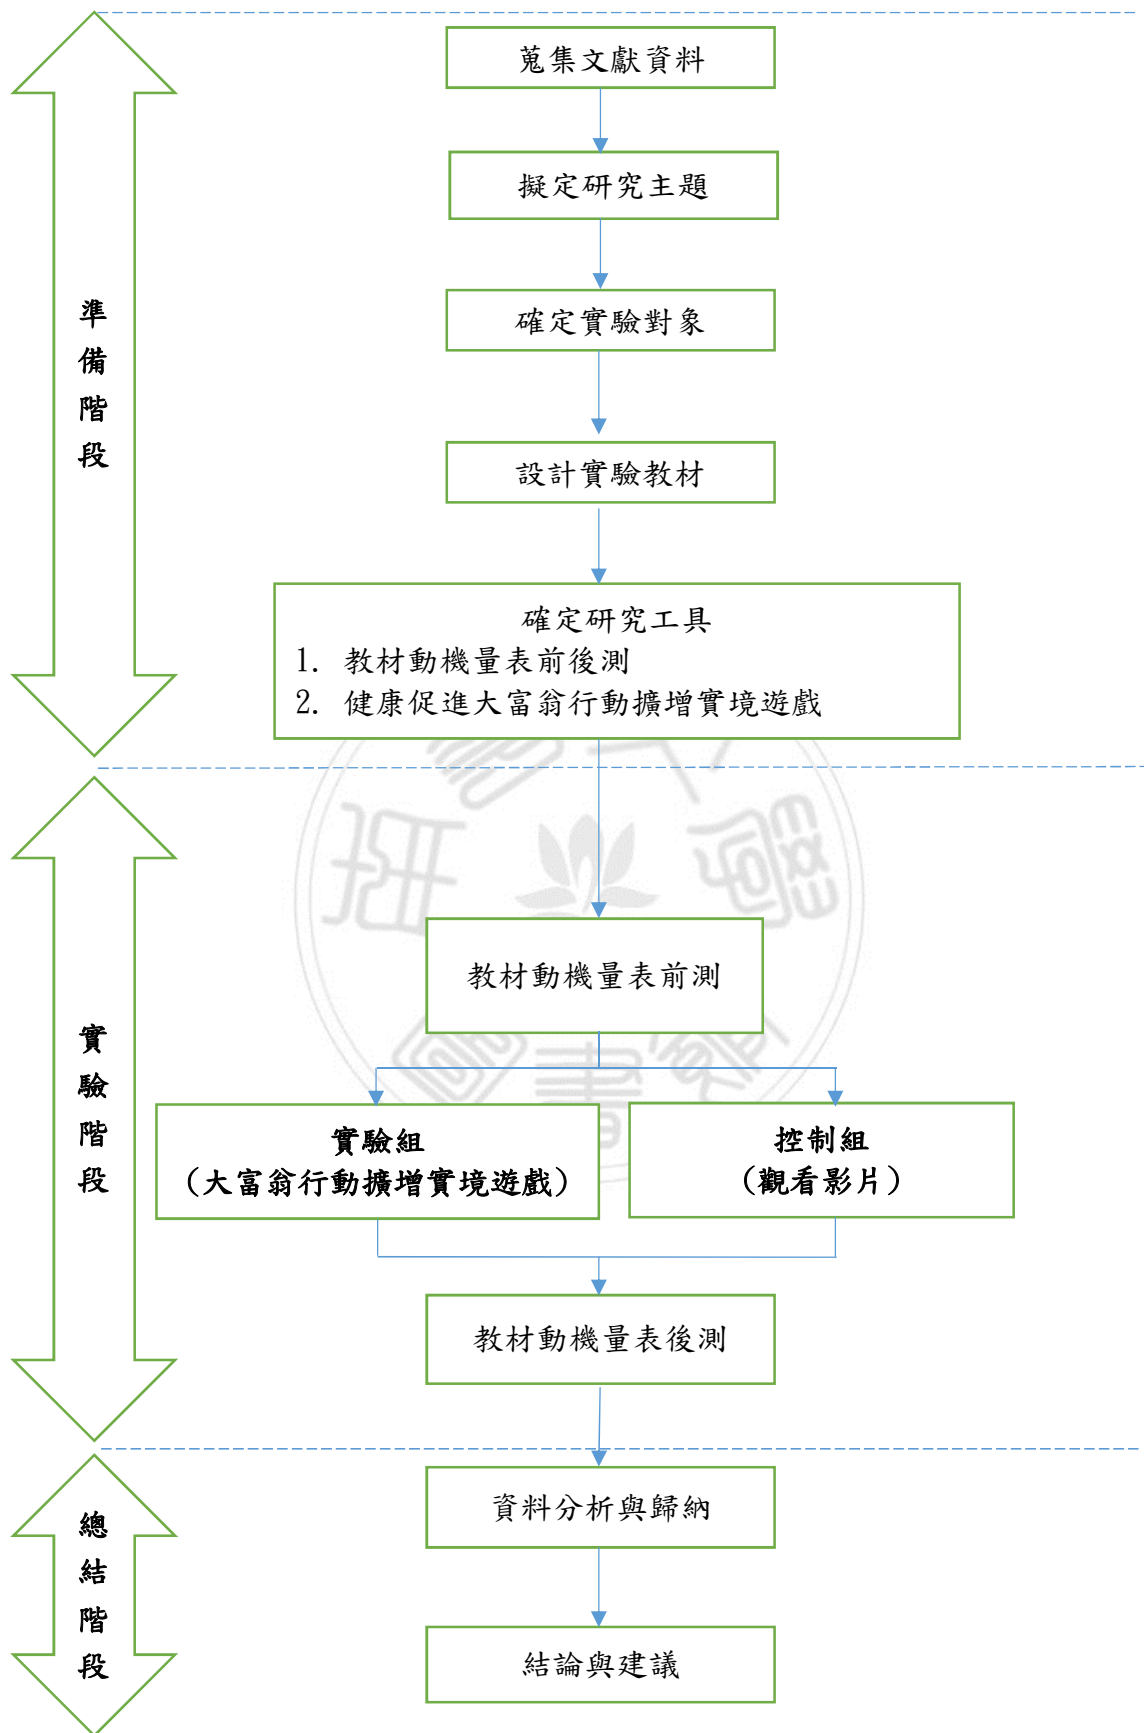 蒐集文獻資料
擬定研究主題
確定實驗對象
設計實驗教材
準備階段
確定研究工具
1. 教材動機量表前後測
2. 健康促進大富翁行動擴增實境遊戲
教材動機量表前測
實驗階段
實驗組
(大富翁行動擴增實境遊戲)
控制組
(觀看影片)
教材動機量表後測
總結階段
資料分析與歸納
結論與建議